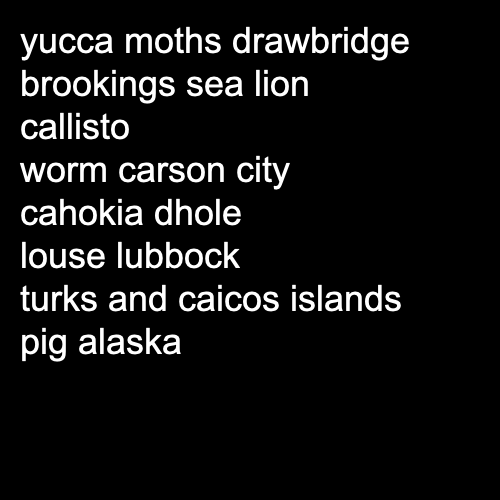 yucca moths drawbridge
brookings sea lion
callisto
worm carson city
cahokia dhole
louse lubbock
turks and caicos islands
pig alaska